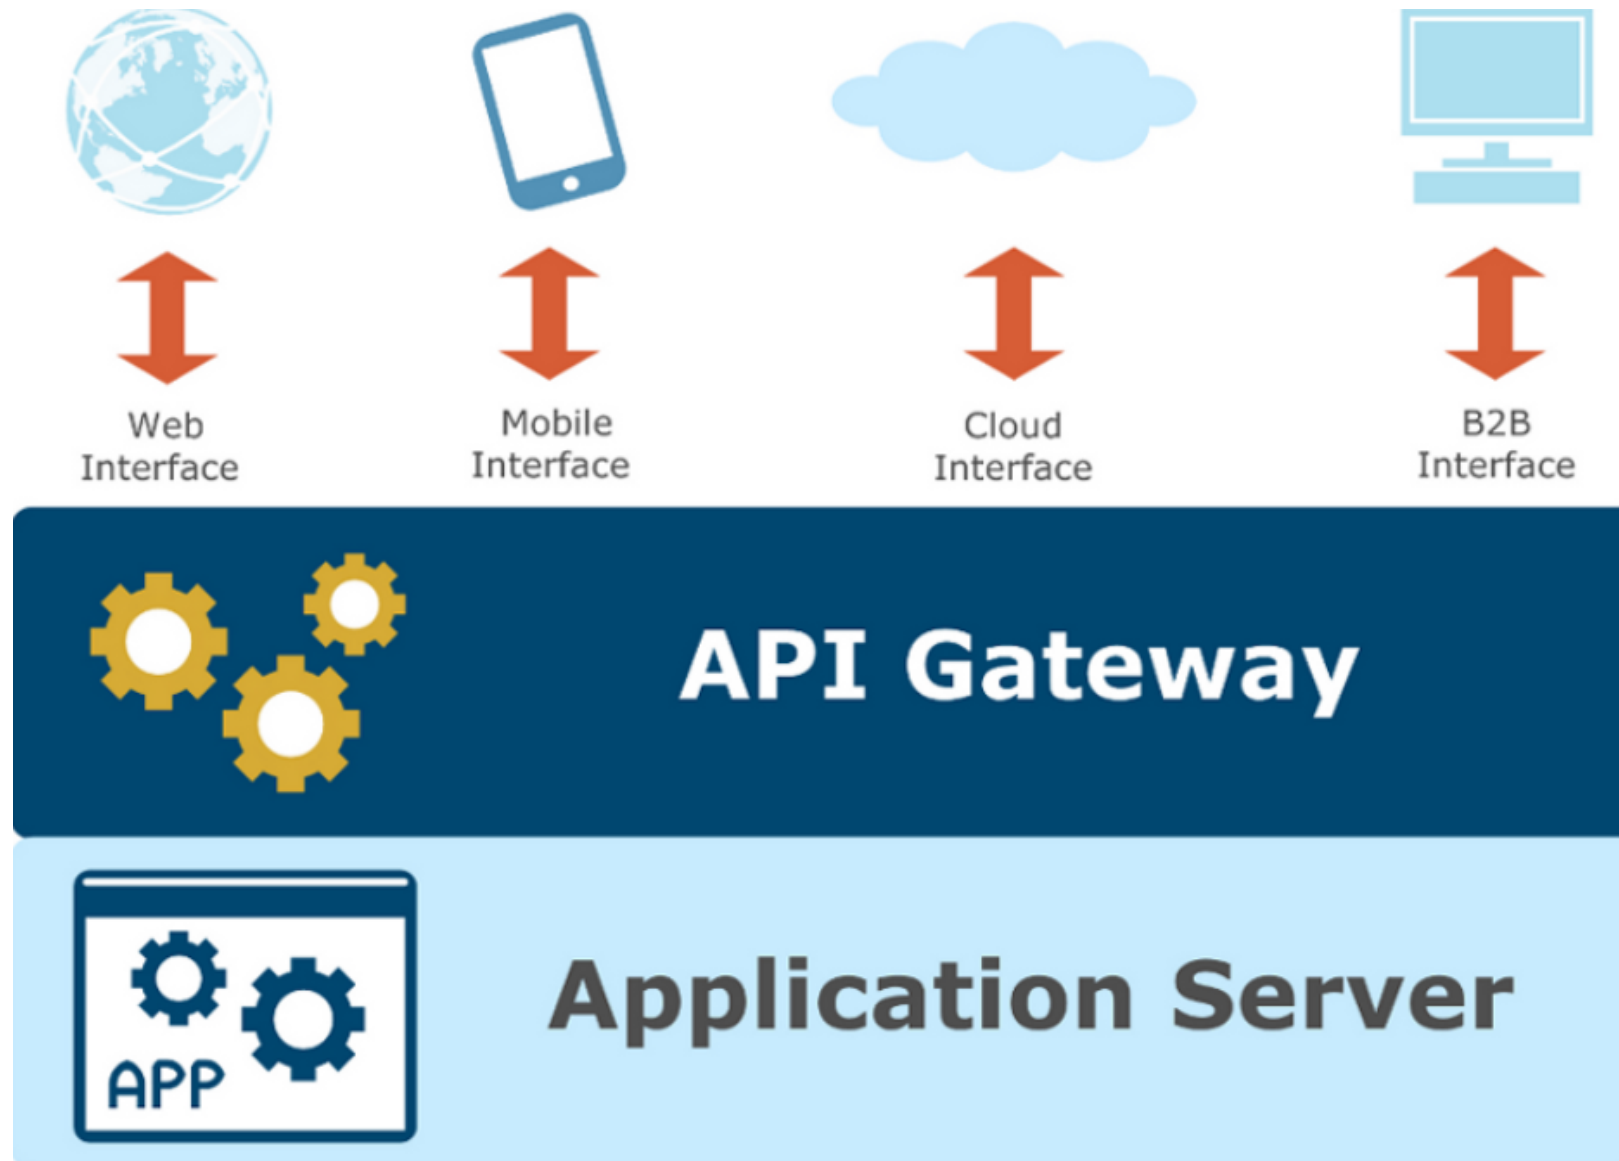 Web
Interface
Mobile
Interface
Cloud
Interface
B2B
Interface
API Gateway
APP
Application Server